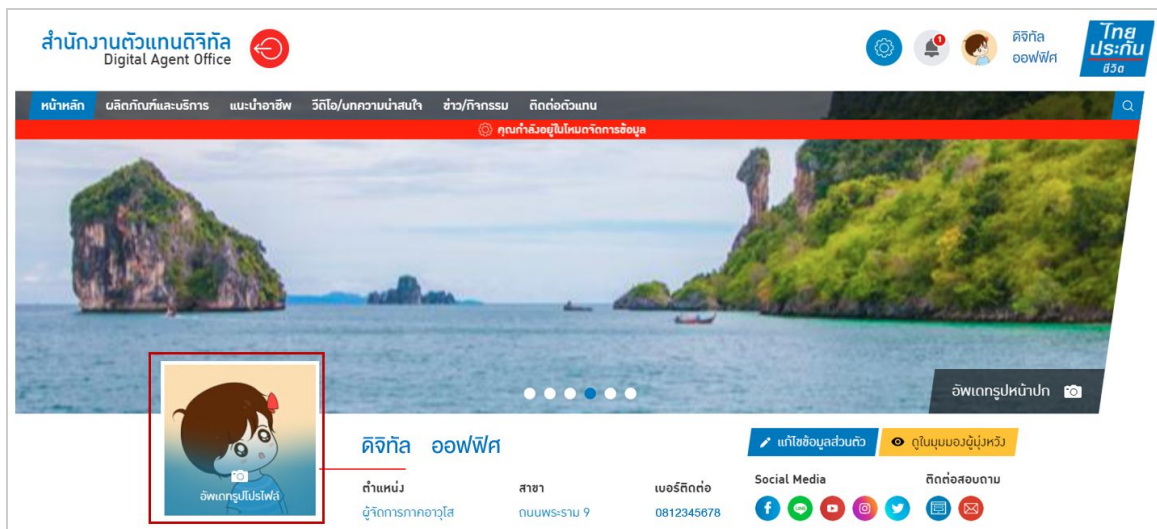 สำนักงานตัวแทนดิจิทัล
Digital Agent Office
1
ดิจิทัล
ออฟฟิศ
ไทย
ประกัน
ชีวิต
หน้าหลัก ผลิตภัณฑ์และบริการ แนะนำอาชีพ วีดีโอ/บทความน่าสนใจ ข่าว/กิจกรรม ติดต่อตัวแทน
คุณกำลังอยู่ในโหมดจัดการข้อมูล
อัพเดทรูปหน้าปก
อัพเดทรูปโปรไฟล์
ดิจิทัล ออฟฟิศ
แก้ไขข้อมูลส่วนตัว ดูในมุมมองผู้มุ่งหวัง
ตำแหน่ง สาขา เบอร์ติดต่อ Social Media ติดต่อสอบถาม
ผู้จัดการภาคอาวุโส ถนนพระราม 9 0812345678